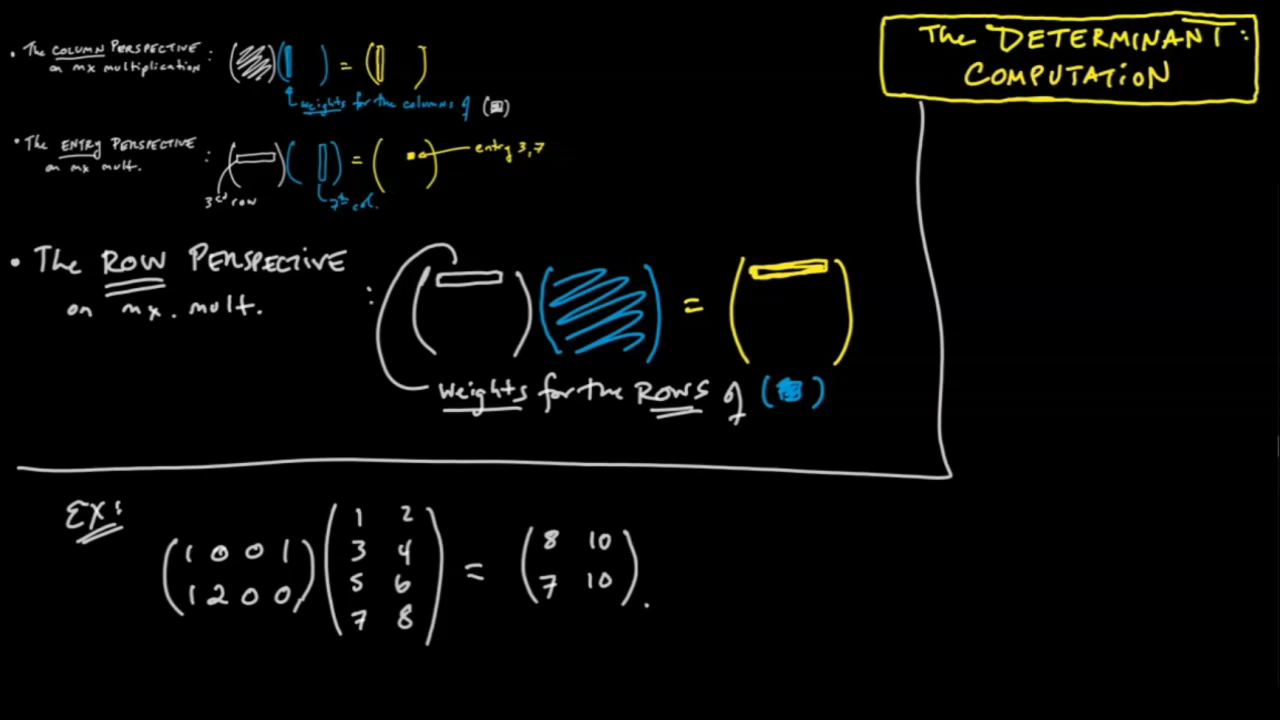 The DETERMINANT:
COMPUTATION
• The COLUMN PERSPECTIVE
on mx multiplication :
( ) ( ) = ( )
weights for the columns of ( )
• The ENTRY PERSPECTIVE
on mx mult. :
( ) ( ) = ( ) entry 3,7
3rd row
7th col.
• The ROW PERSPECTIVE
on mx. mult. :
( ) ( ) = ( )
weights for the ROWS of ( )
EX:
(1 0 0 1
1 2 0 0)
(1 2
3 4
5 6
7 8)
=
(8 10
7 10).